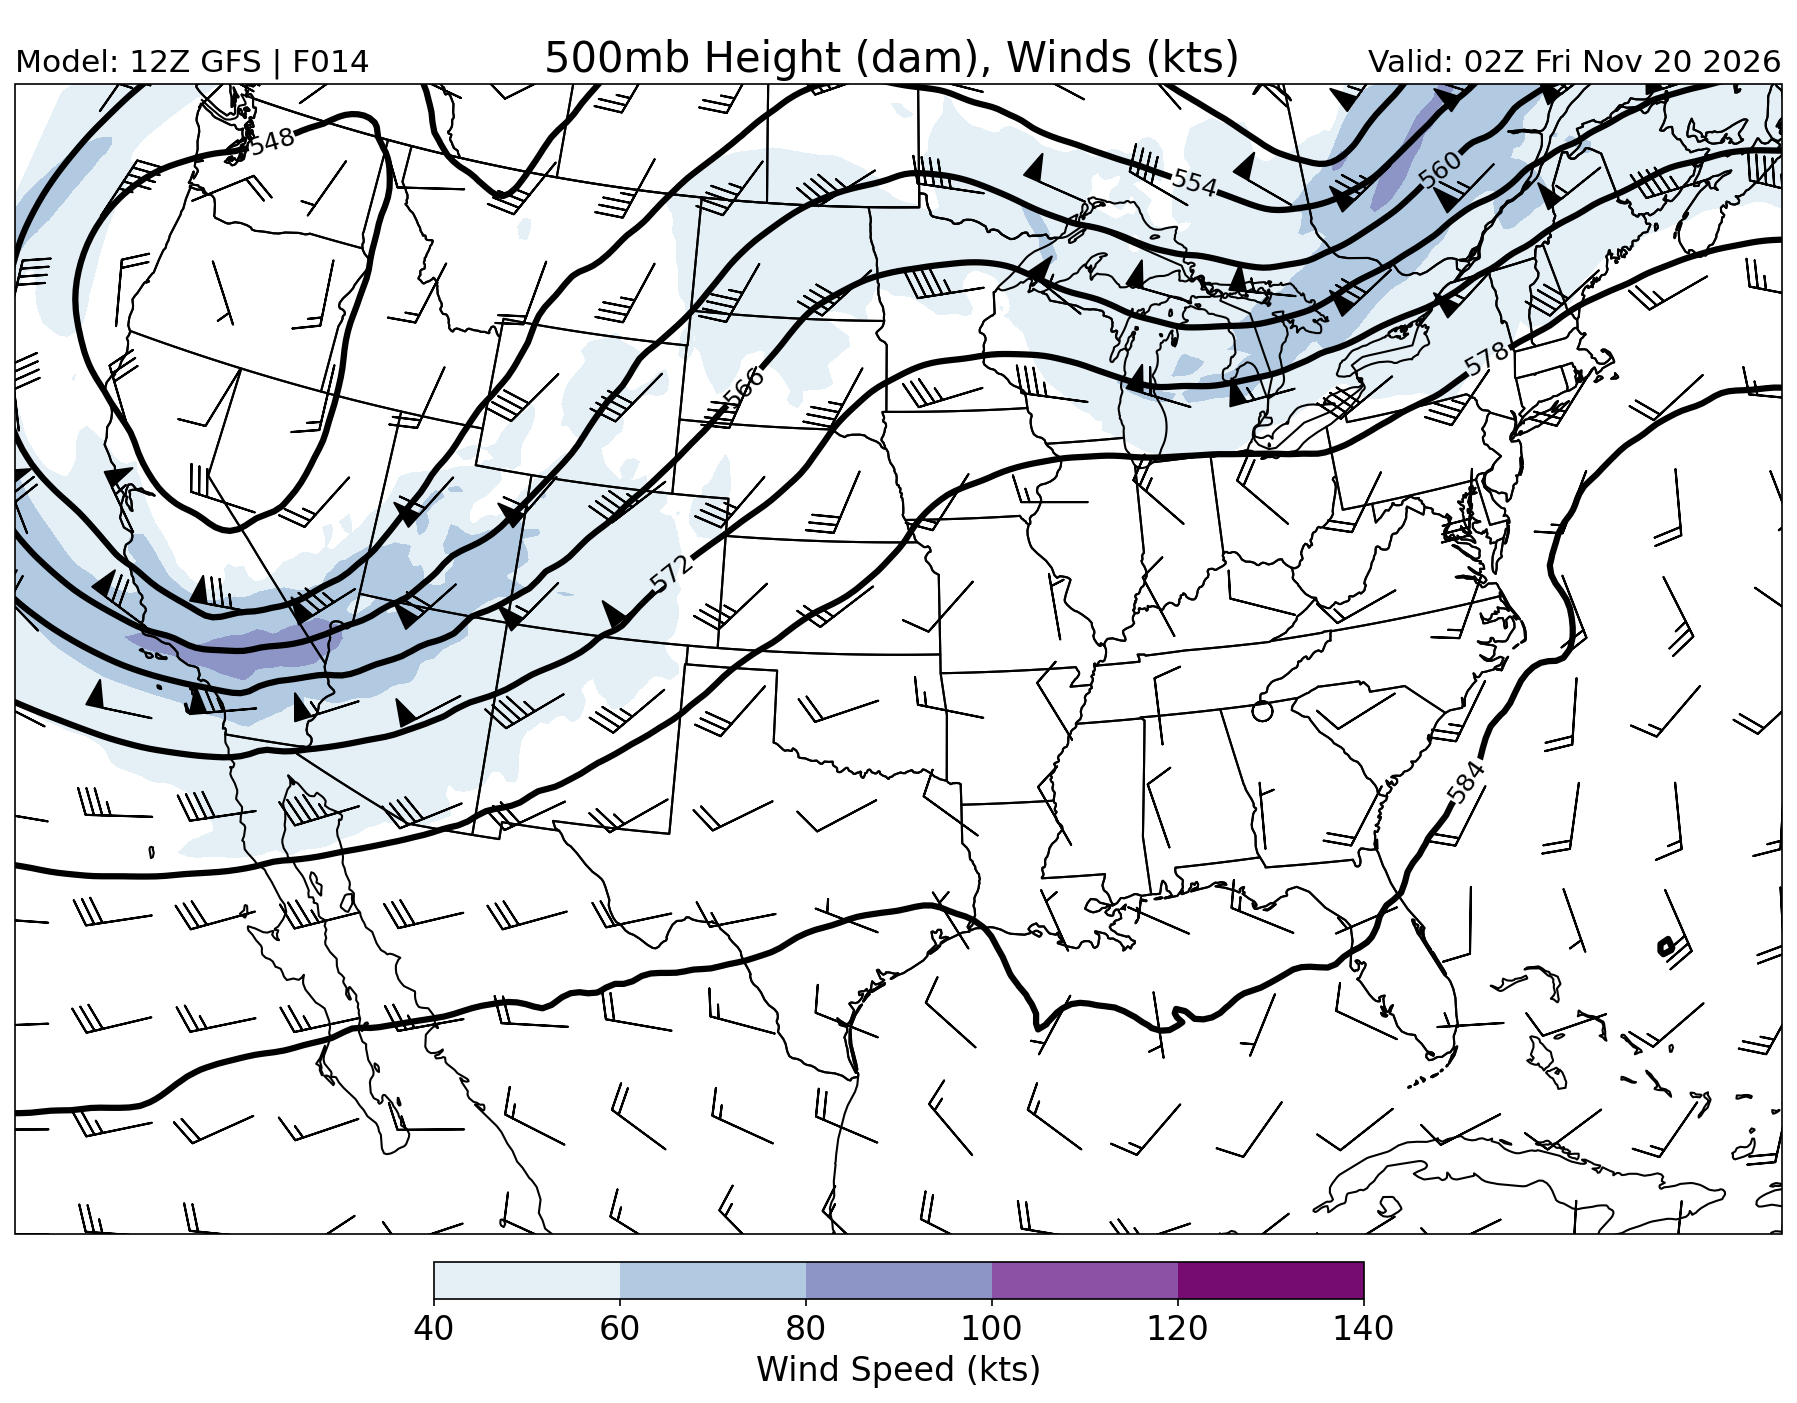 Model: 12Z GFS | F014
500mb Height (dam), Winds (kts)
Valid: 02Z Fri Nov 20 2026
548
554
560
566
578
572
584
40 60 80 100 120 140
Wind Speed (kts)